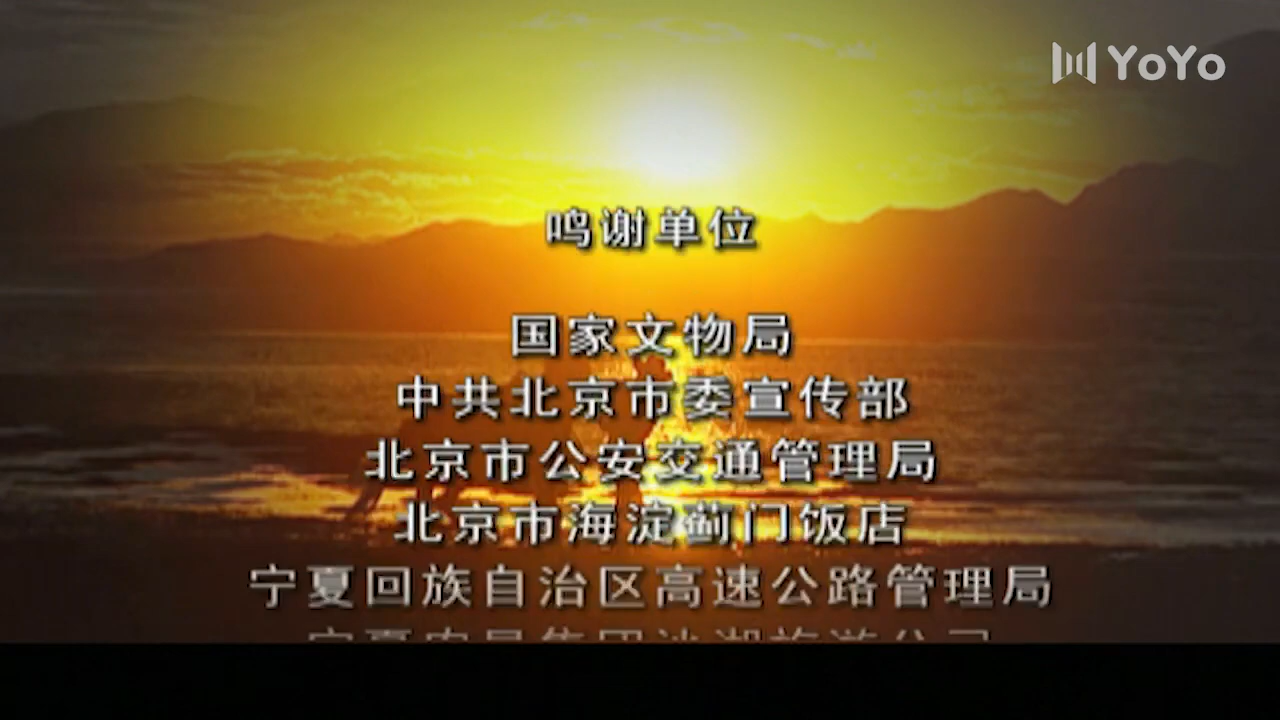 YoYo
鸣谢单位
国家文物局
中共北京市委宣传部
北京市公安交通管理局
北京市海淀蓟门饭店
宁夏回族自治区高速公路管理局